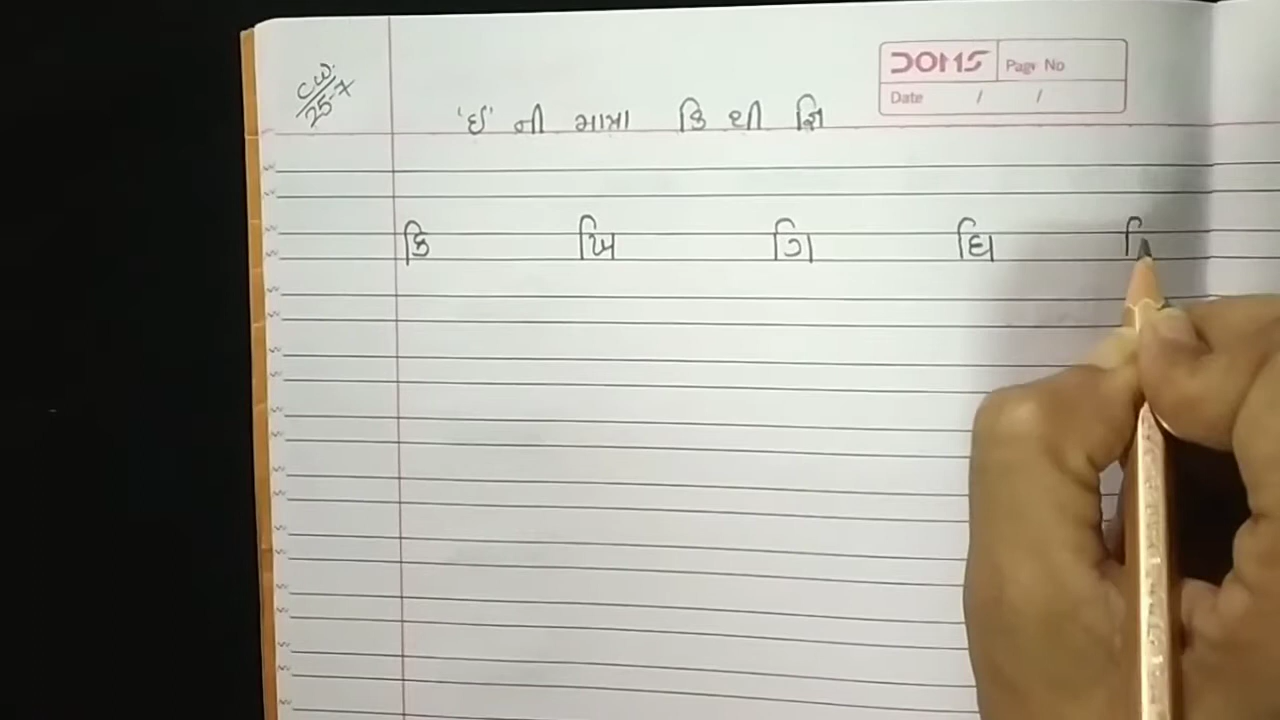 C.W.
25-7
DOMS Page No
Date / /
'ઈ' ની માત્રા કિ થી જ્ઞિ
કિ ખિ ગિ ઘિ